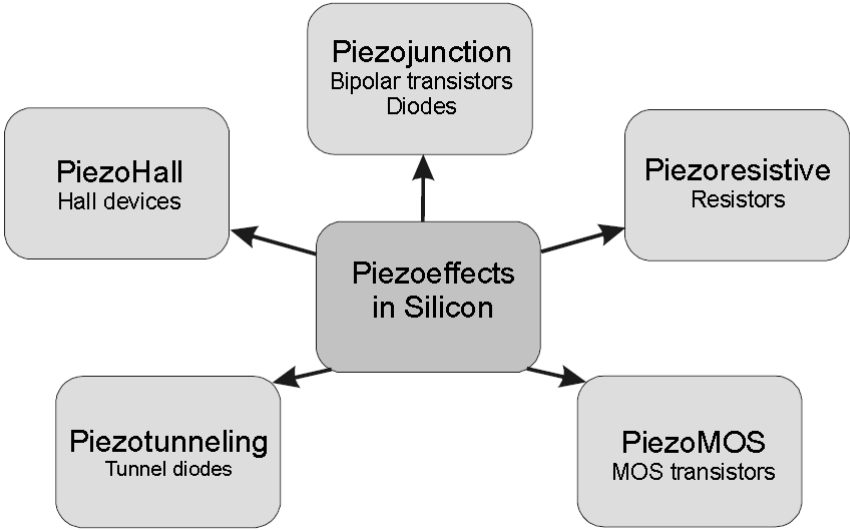 Piezojunction
Bipolar transistors
Diodes
PiezoHall
Hall devices
Piezoresistive
Resistors
Piezoeffects
in Silicon
Piezotunneling
Tunnel diodes
PiezoMOS
MOS transistors